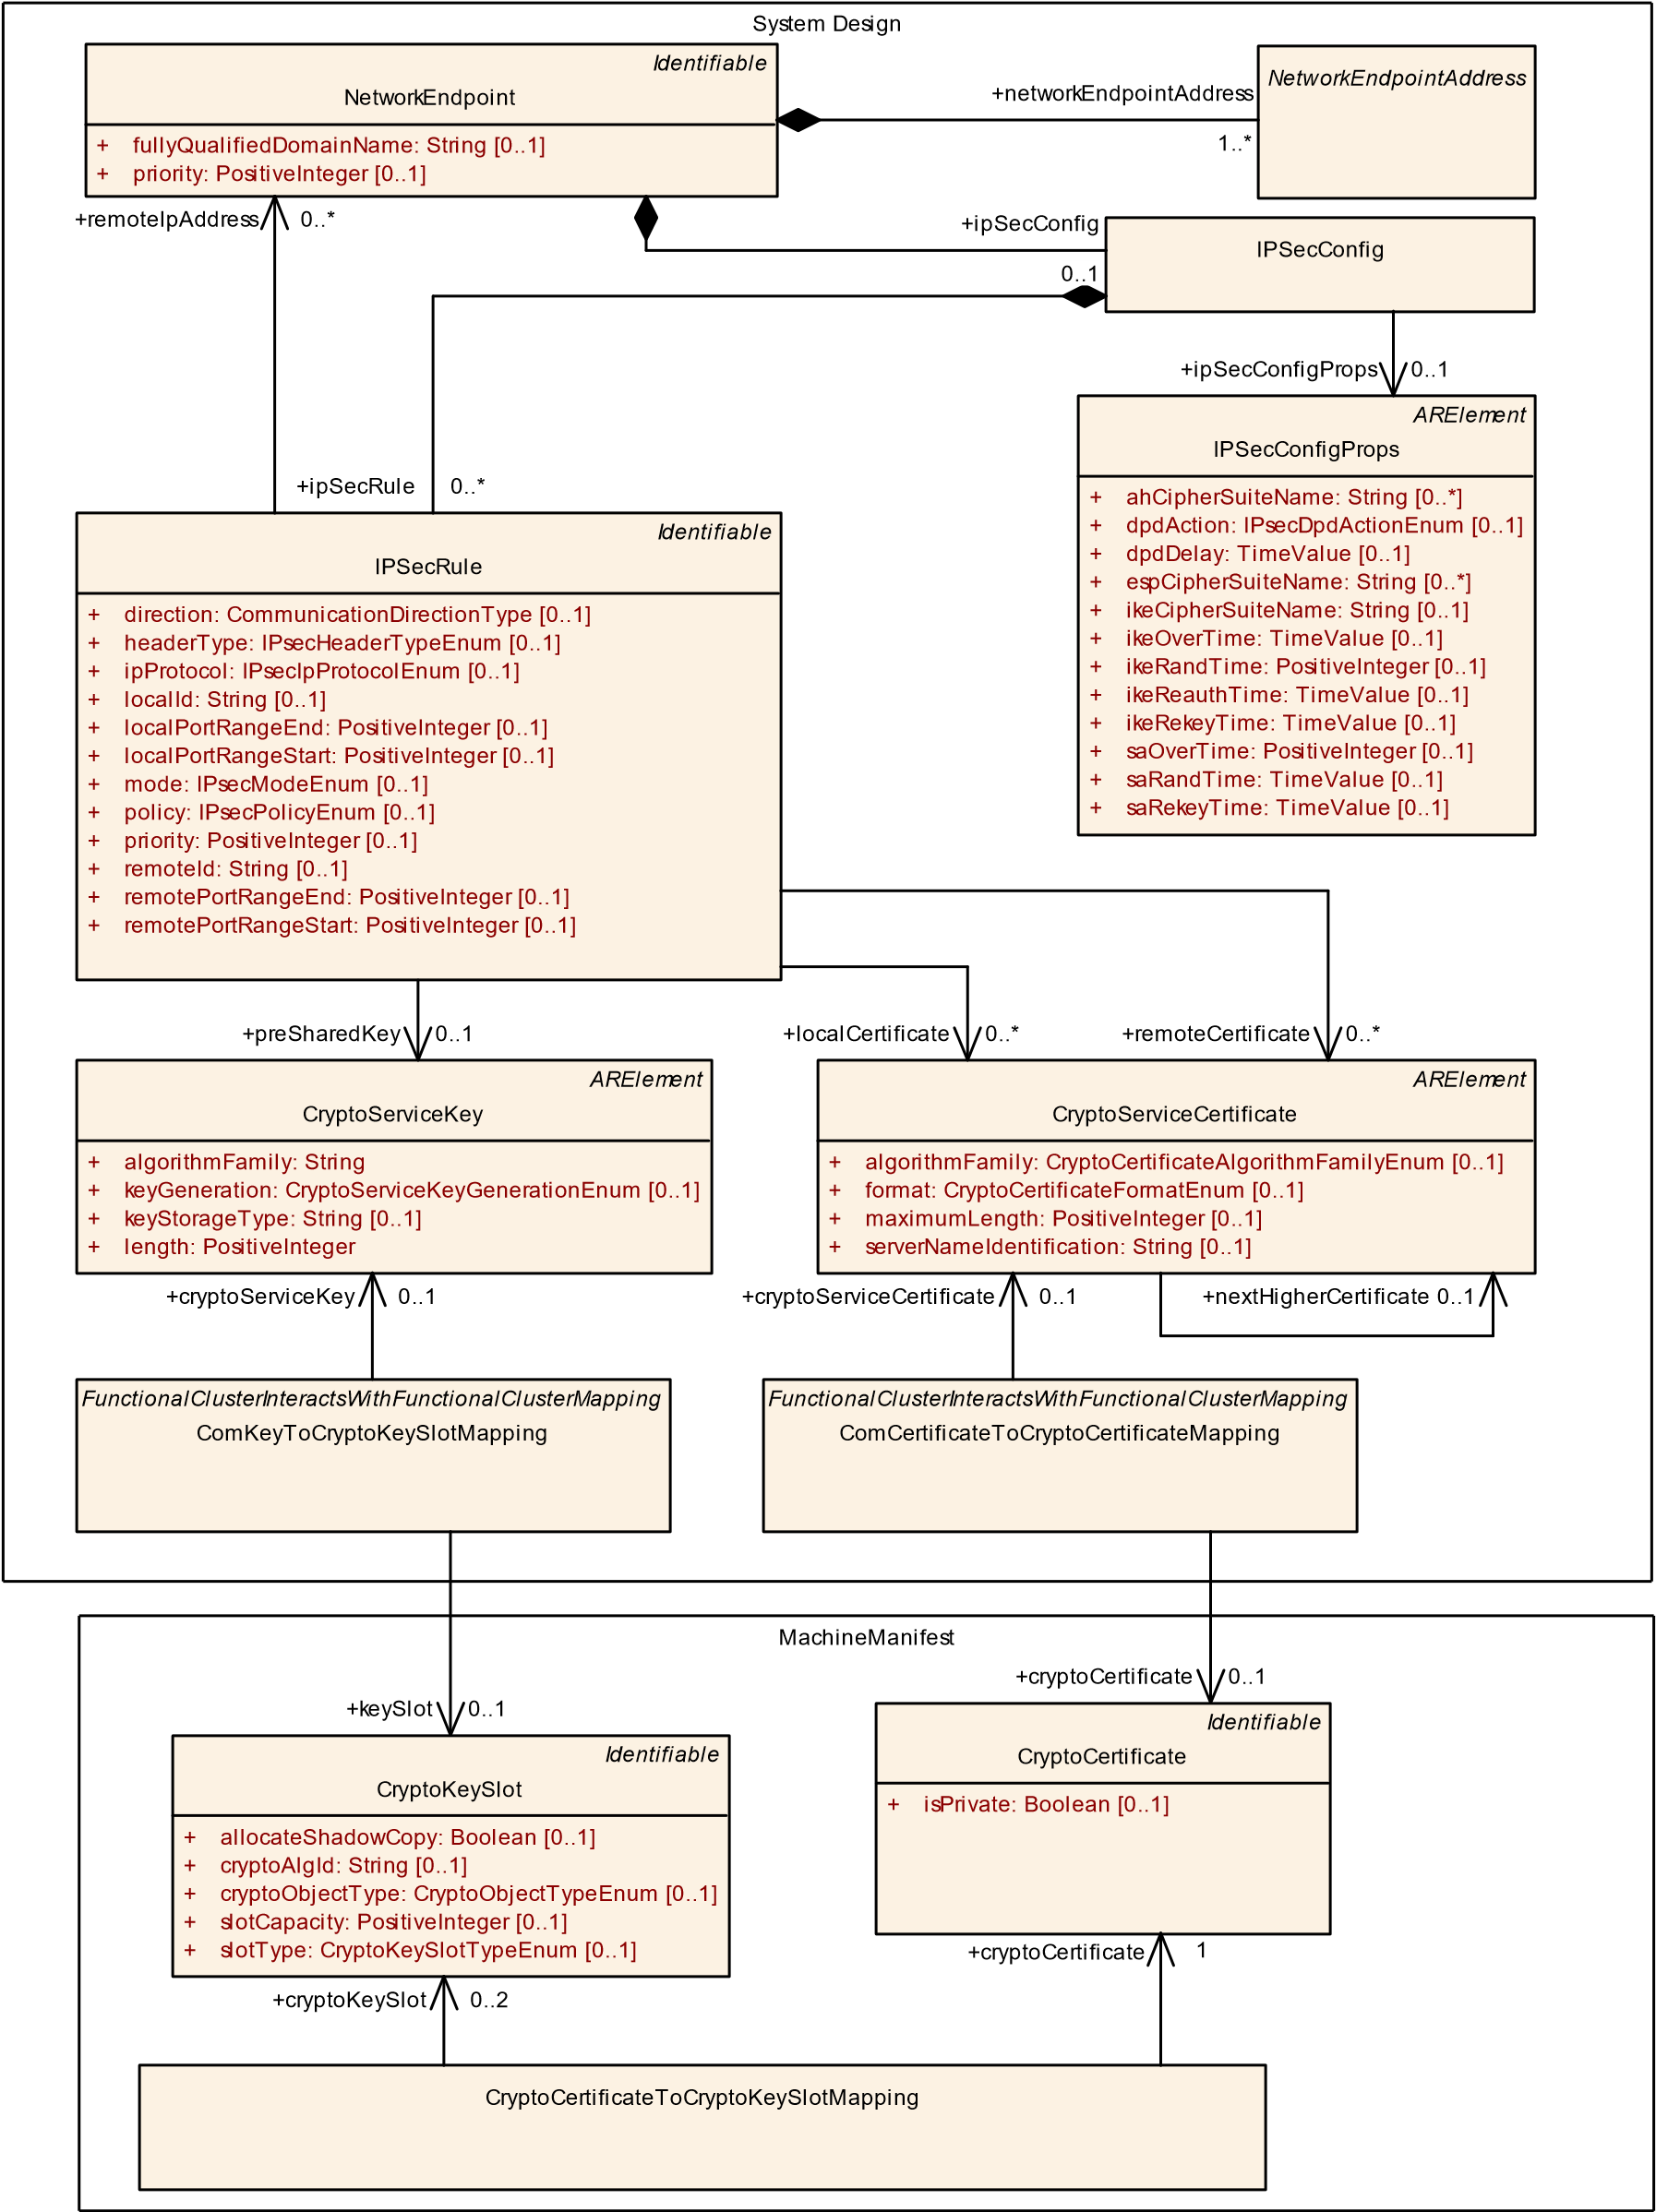 System Design
Identifiable
NetworkEndpoint
+ fullyQualifiedDomainName: String [0..1]
+ priority: PositiveInteger [0..1]
NetworkEndpointAddress
+networkEndpointAddress
1..*
+remoteIpAddress 0..*
+ipSecConfig
0..1
IPSecConfig
+ipSecConfigProps 0..1
ARElement
IPSecConfigProps
+ ahCipherSuiteName: String [0..*]
+ dpdAction: IPsecDpdActionEnum [0..1]
+ dpdDelay: TimeValue [0..1]
+ espCipherSuiteName: String [0..*]
+ ikeCipherSuiteName: String [0..1]
+ ikeOverTime: TimeValue [0..1]
+ ikeRandTime: PositiveInteger [0..1]
+ ikeReauthTime: TimeValue [0..1]
+ ikeRekeyTime: TimeValue [0..1]
+ saOverTime: PositiveInteger [0..1]
+ saRandTime: TimeValue [0..1]
+ saRekeyTime: TimeValue [0..1]
+ipSecRule 0..*
Identifiable
IPSecRule
+ direction: CommunicationDirectionType [0..1]
+ headerType: IPsecHeaderTypeEnum [0..1]
+ ipProtocol: IPsecIpProtocolEnum [0..1]
+ localId: String [0..1]
+ localPortRangeEnd: PositiveInteger [0..1]
+ localPortRangeStart: PositiveInteger [0..1]
+ mode: IPsecModeEnum [0..1]
+ policy: IPsecPolicyEnum [0..1]
+ priority: PositiveInteger [0..1]
+ remoteId: String [0..1]
+ remotePortRangeEnd: PositiveInteger [0..1]
+ remotePortRangeStart: PositiveInteger [0..1]
+preSharedKey 0..1
+localCertificate 0..*
+remoteCertificate 0..*
ARElement
CryptoServiceKey
+ algorithmFamily: String
+ keyGeneration: CryptoServiceKeyGenerationEnum [0..1]
+ keyStorageType: String [0..1]
+ length: PositiveInteger
ARElement
CryptoServiceCertificate
+ algorithmFamily: CryptoCertificateAlgorithmFamilyEnum [0..1]
+ format: CryptoCertificateFormatEnum [0..1]
+ maximumLength: PositiveInteger [0..1]
+ serverNameIdentification: String [0..1]
+cryptoServiceKey 0..1
+cryptoServiceCertificate 0..1
+nextHigherCertificate 0..1
FunctionalClusterInteractsWithFunctionalClusterMapping
ComKeyToCryptoKeySlotMapping
FunctionalClusterInteractsWithFunctionalClusterMapping
ComCertificateToCryptoCertificateMapping
MachineManifest
+keySlot 0..1
+cryptoCertificate 0..1
Identifiable
CryptoKeySlot
+ allocateShadowCopy: Boolean [0..1]
+ cryptoAlgId: String [0..1]
+ cryptoObjectType: CryptoObjectTypeEnum [0..1]
+ slotCapacity: PositiveInteger [0..1]
+ slotType: CryptoKeySlotTypeEnum [0..1]
Identifiable
CryptoCertificate
+ isPrivate: Boolean [0..1]
+cryptoKeySlot 0..2
+cryptoCertificate 1
CryptoCertificateToCryptoKeySlotMapping